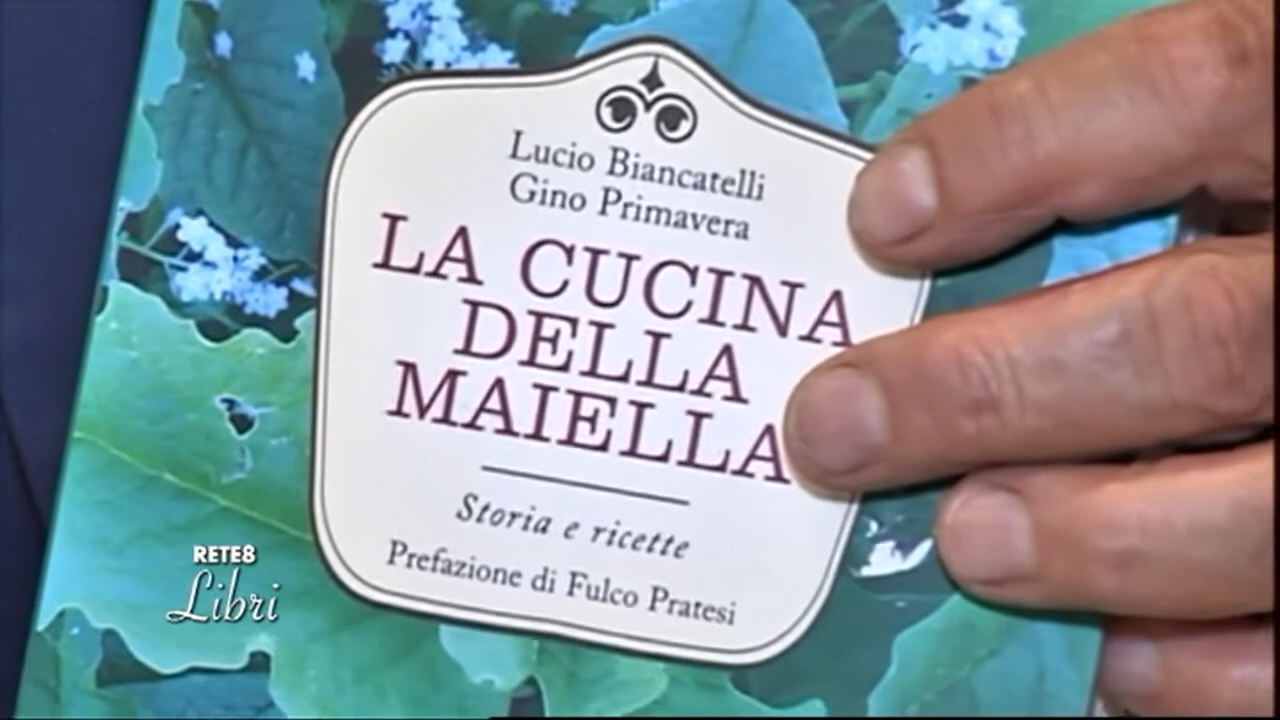 Lucio Biancatelli
Gino Primavera
LA CUCINA
DELLA
MAIELLA
Storia e ricette
Prefazione di Fulco Pratesi
RETE8
Libri